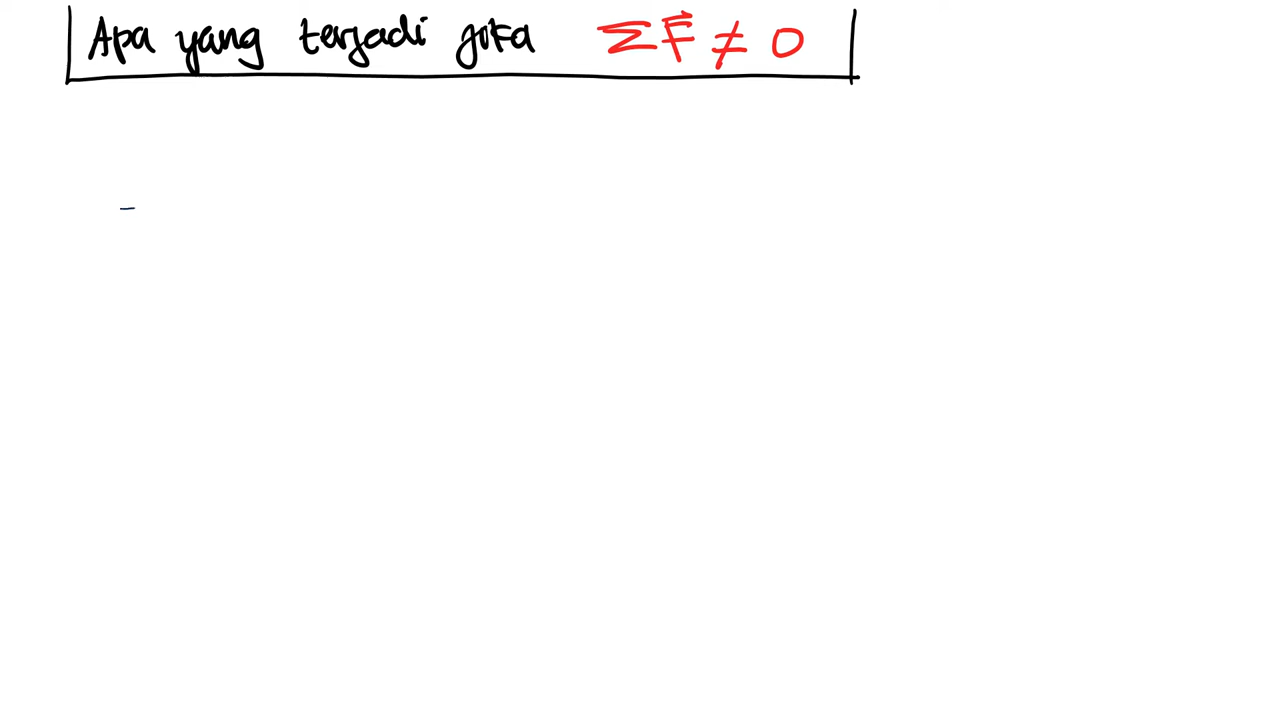 Apa yang terjadi jika ΣF⃗ ≠ 0